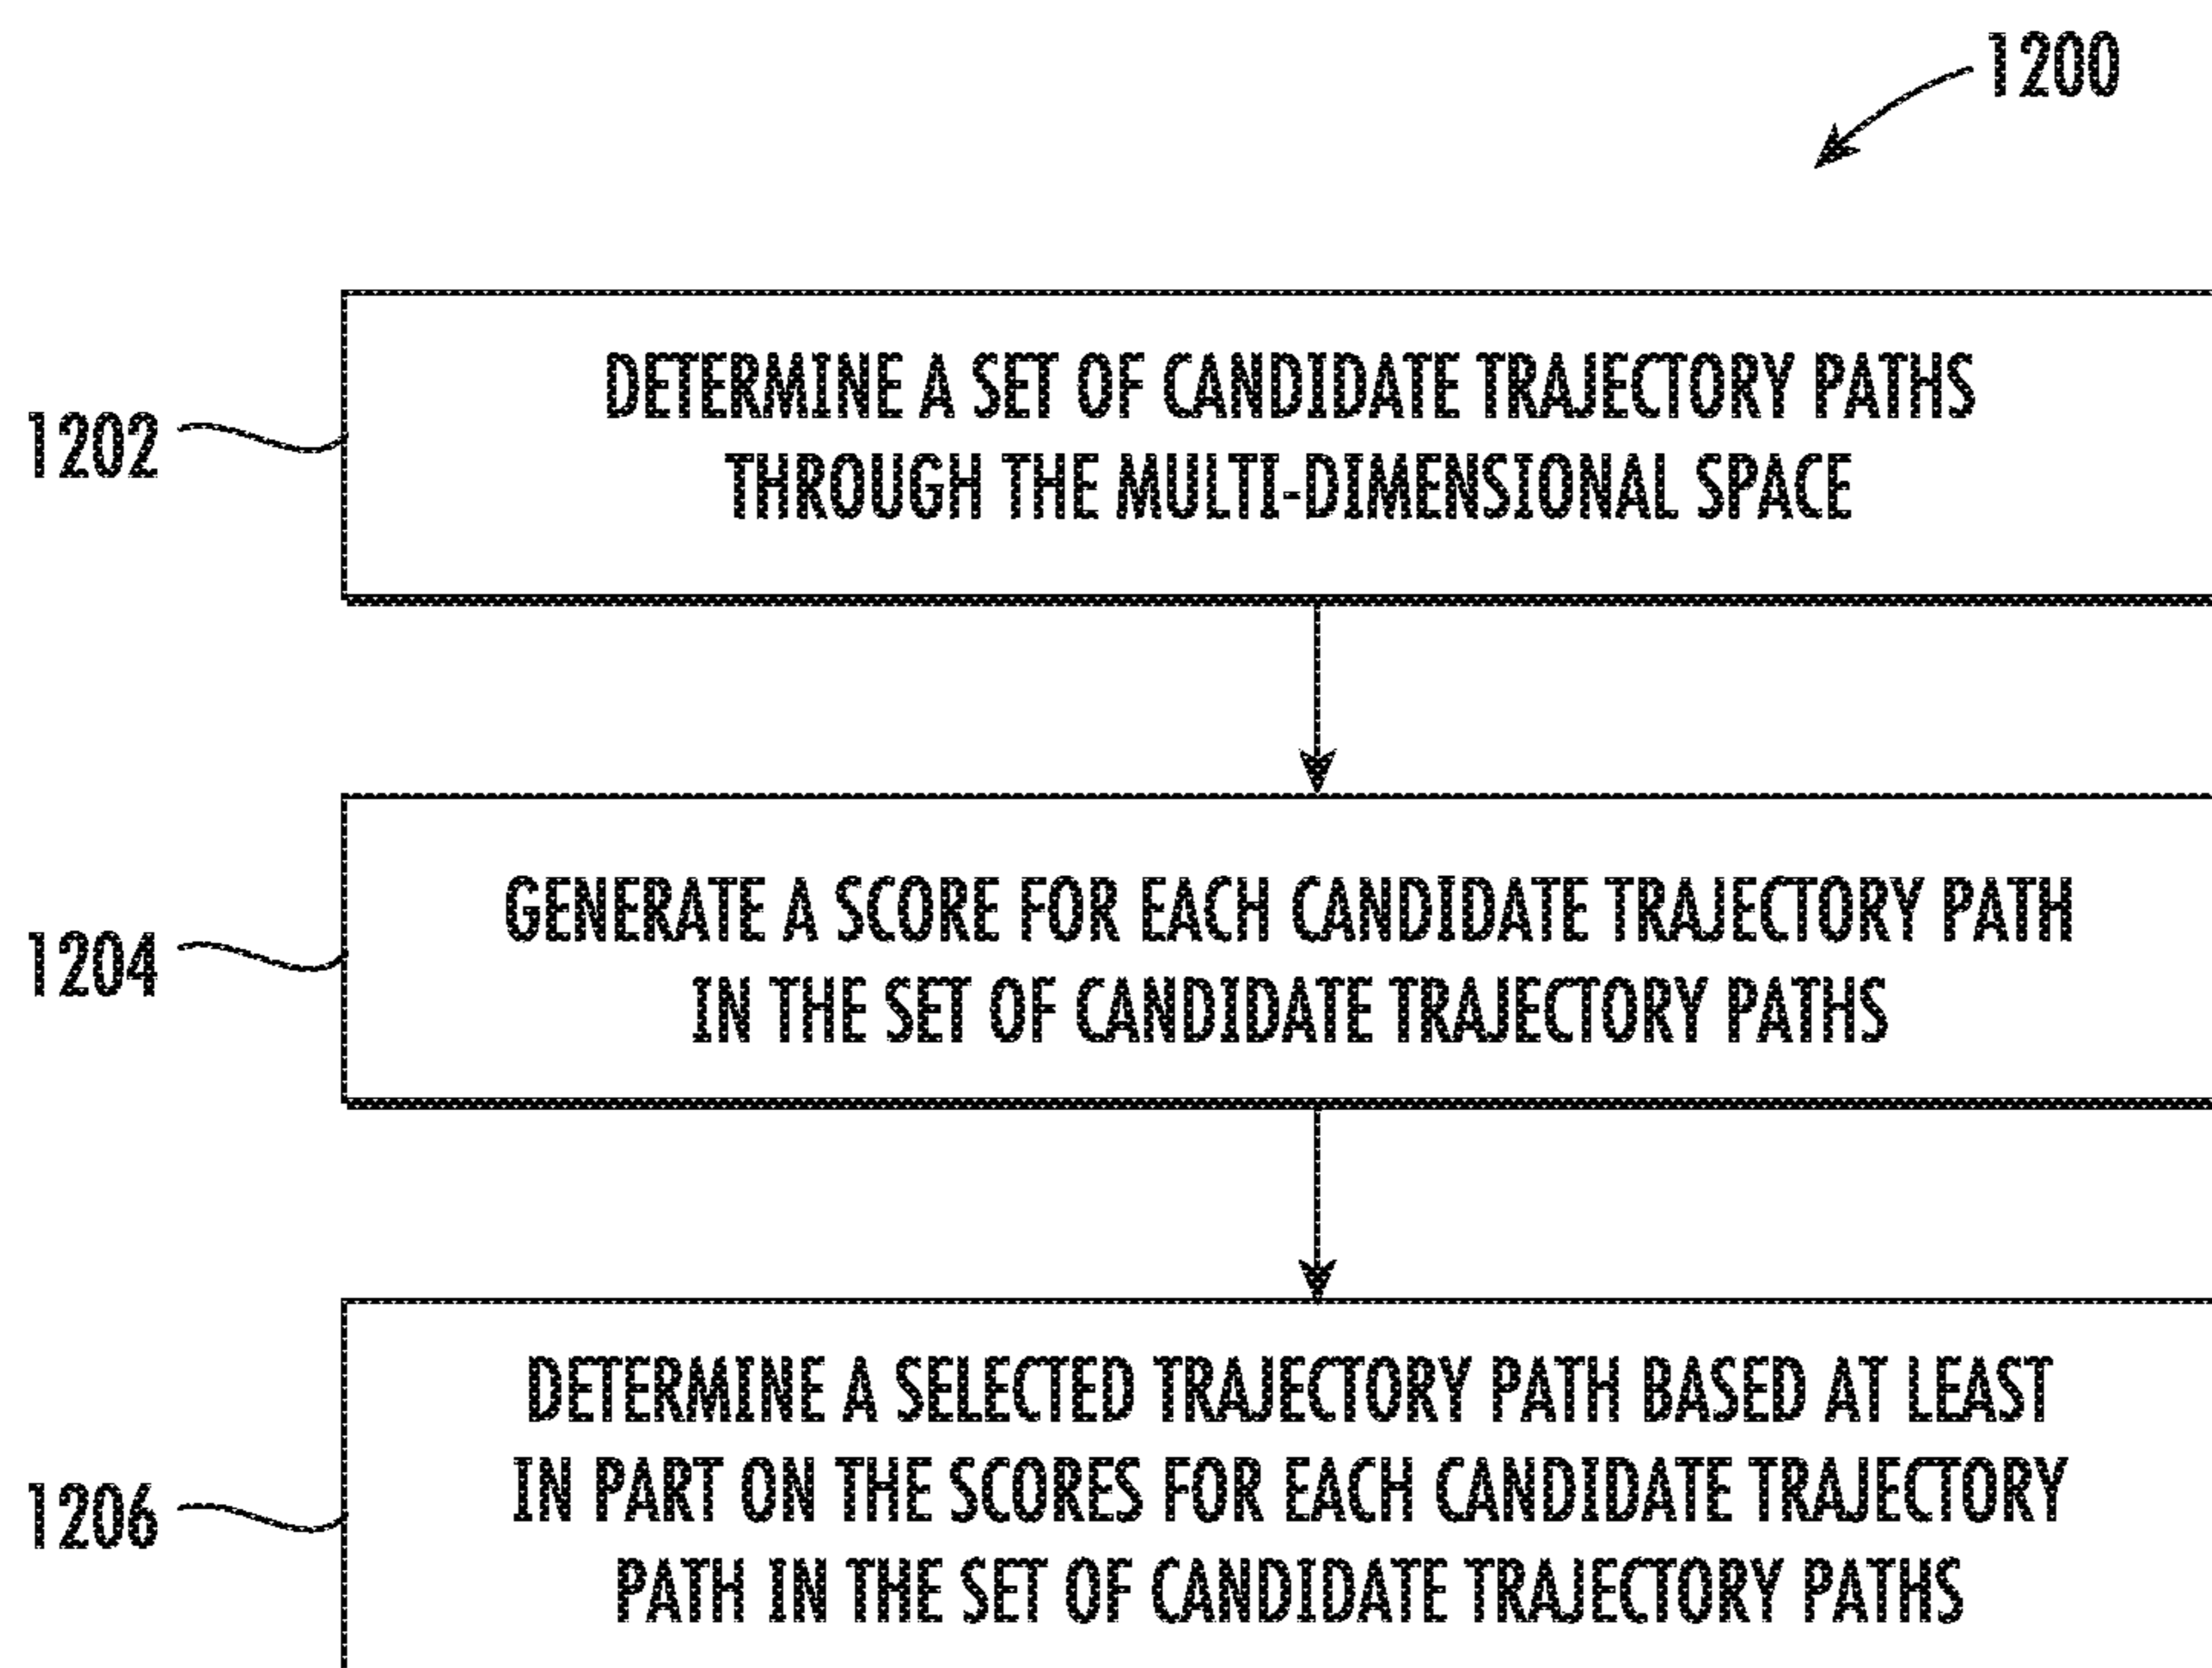 1200
1202
DETERMINE A SET OF CANDIDATE TRAJECTORY PATHS
THROUGH THE MULTI-DIMENSIONAL SPACE
1204
GENERATE A SCORE FOR EACH CANDIDATE TRAJECTORY PATH
IN THE SET OF CANDIDATE TRAJECTORY PATHS
1206
DETERMINE A SELECTED TRAJECTORY PATH BASED AT LEAST
IN PART ON THE SCORES FOR EACH CANDIDATE TRAJECTORY
PATH IN THE SET OF CANDIDATE TRAJECTORY PATHS